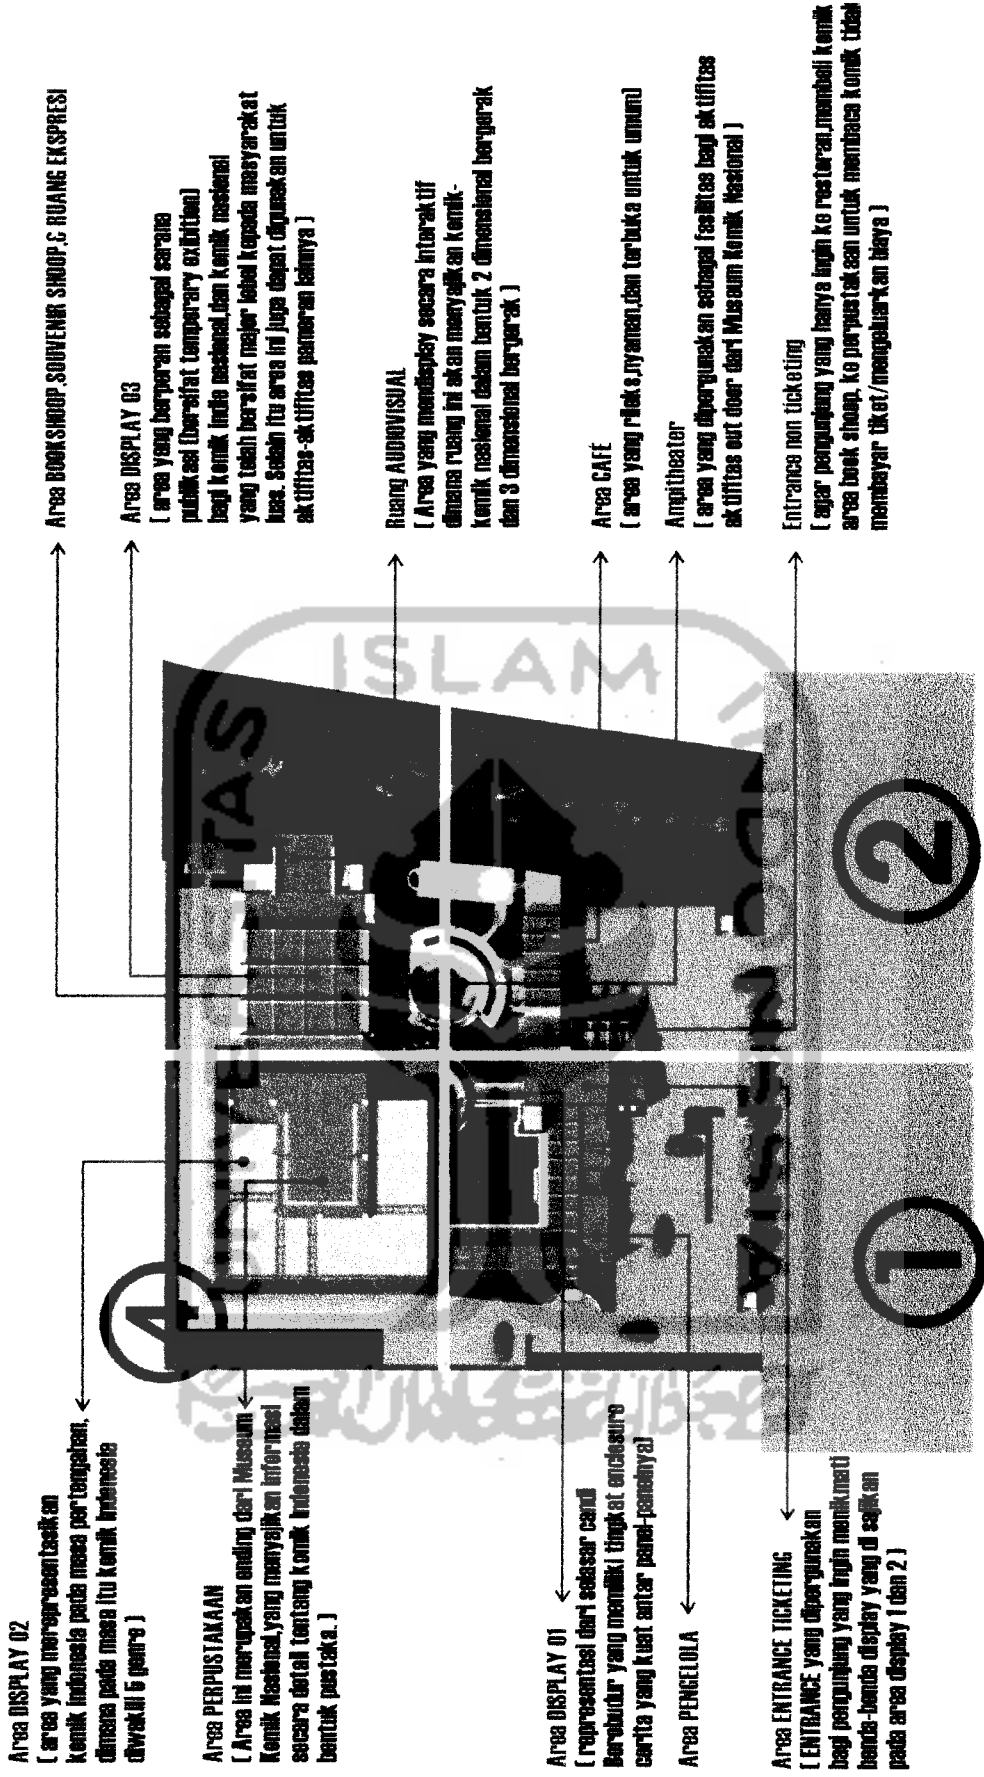 Area BOOKSHOOP,SOUVENIR SHOOP,& RUANG EKSPRESI
Area DISPLAY 03
( area yang berperan sebagai sarana
publikasi (bersifat temperary exibition)
bagi komik indie nasional,dan komik nasional
yang telah bersifat major label kepada masyarakat
luas. Selain itu area ini juga dapat digunakan untuk
aktifitas-aktifitas pameran lainnya )
Ruang AUDIOVISUAL
( Area yang mendisplay secara interaktif
dimana ruang ini akan menyajikan komik-
komik nasional dalam bentuk 2 dimensional bergerak
dan 3 dimensional bergerak )
Area CAFE
( area yang rileks,nyaman,dan terbuka untuk umum)
Ampitheater
( area yang dipergunakan sebagai fasilitas bagi aktifitas
aktifitas out door dari Museum Komik Nasional )
Entrance non ticketing
( agar pengunjung yang hanya ingin ke restoran,membeli komik
area book shoop, ke perpustakaan untuk membaca komik tidak
membayar tiket/mengeluarkan biaya )
Area DISPLAY 02
( area yang merepresentasikan
komik Indonesia pada masa pertengahan,
dimana pada masa itu komik Indonesia
diwakili 6 genre )
Area PERPUSTAKAAN
( Area ini merupakan ending dari Museum
Komik Nasional,yang menyajikan informasi
secara detail tentang komik Indonesia dalam
bentuk pustaka. )
Area DISPLAY 01
( representasi dari selasar candi
Borobudur yang memiliki tingkat enclosure
carita yang kuat antar panel-panelnya)
Area PENGELOLA
Area ENTRANCE TICKETING
( ENTRANCE yang dipergunakan
bagi pengunjung yang ingin menikmati
benda-benda display yang di sajikan
pada area display 1 dan 2 )
4
2
1
UNIVERSITAS
ISLAM
INDONESIA